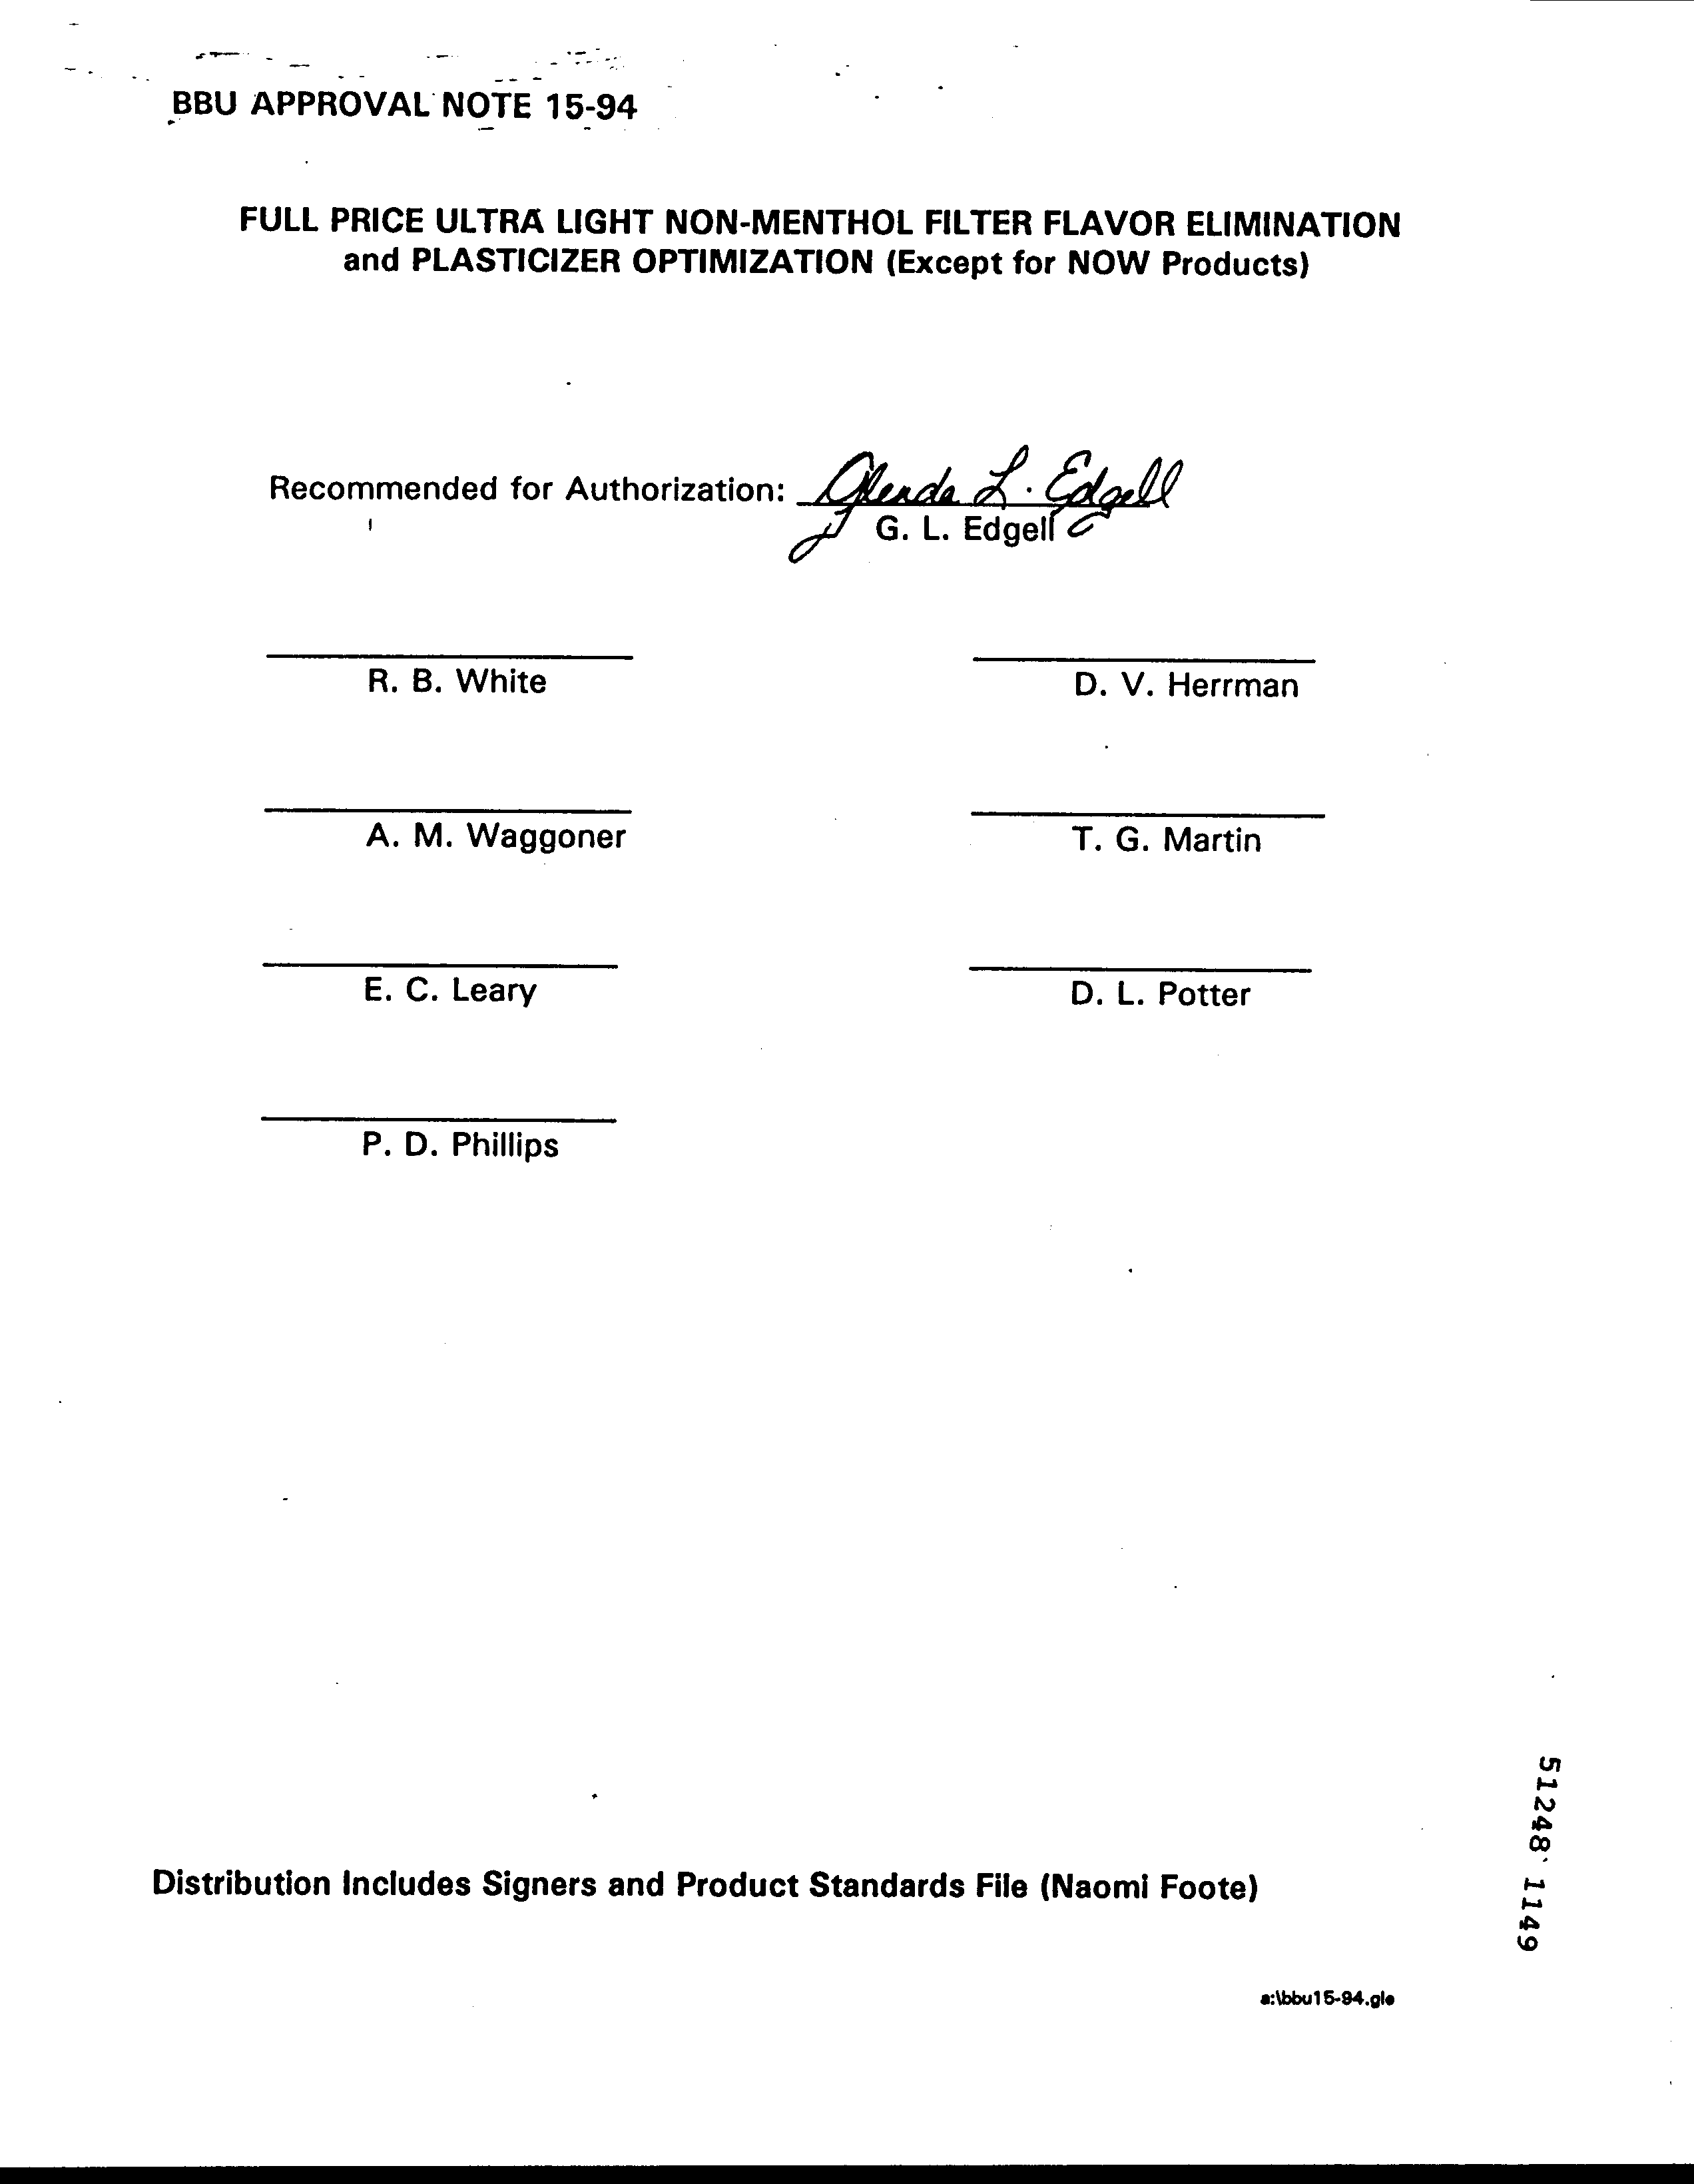 BBU APPROVAL NOTE 15-94
FULL PRICE ULTRA LIGHT NON-MENTHOL FILTER FLAVOR ELIMINATION
and PLASTICIZER OPTIMIZATION (Except for NOW Products)
Recommended for Authorization: Glenda L. Edgell
G. L. Edgell
R. B. White D. V. Herrman
A. M. Waggoner T. G. Martin
E. C. Leary D. L. Potter
P. D. Phillips
51248 1149
Distribution Includes Signers and Product Standards File (Naomi Foote)
a:\bbu15-94.gle